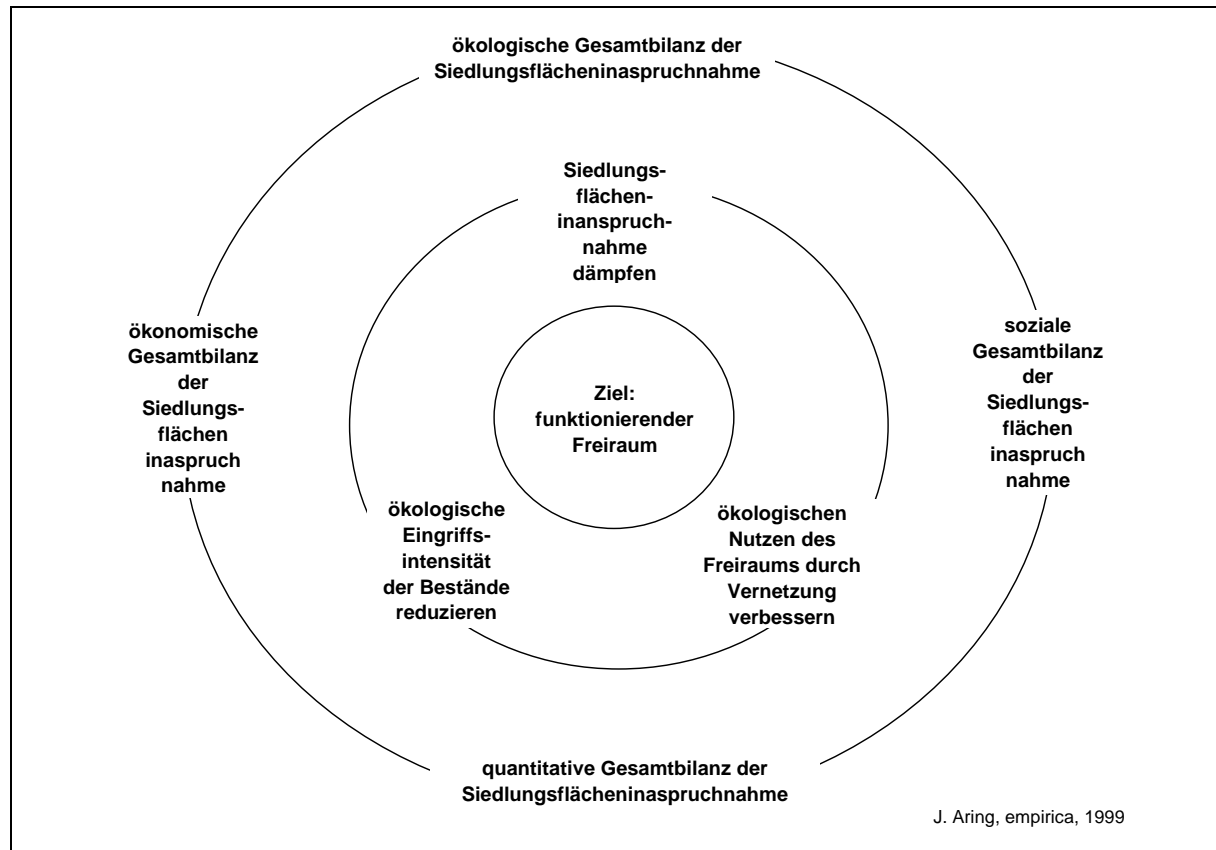 ökologische Gesamtbilanz der
Siedlungsflächeninaspruchnahme
Siedlungs-
flächen-
inanspruch-
nahme
dämpfen
ökonomische
Gesamtbilanz
der
Siedlungs-
flächen
inaspruch
nahme
soziale
Gesamtbilanz
der
Siedlungs-
flächen
inaspruch
nahme
Ziel:
funktionierender
Freiraum
ökologische
Eingriffs-
intensität
der Bestände
reduzieren
ökologischen
Nutzen des
Freiraums durch
Vernetzung
verbessern
quantitative Gesamtbilanz der
Siedlungsflächeninaspruchnahme
J. Aring, empirica, 1999